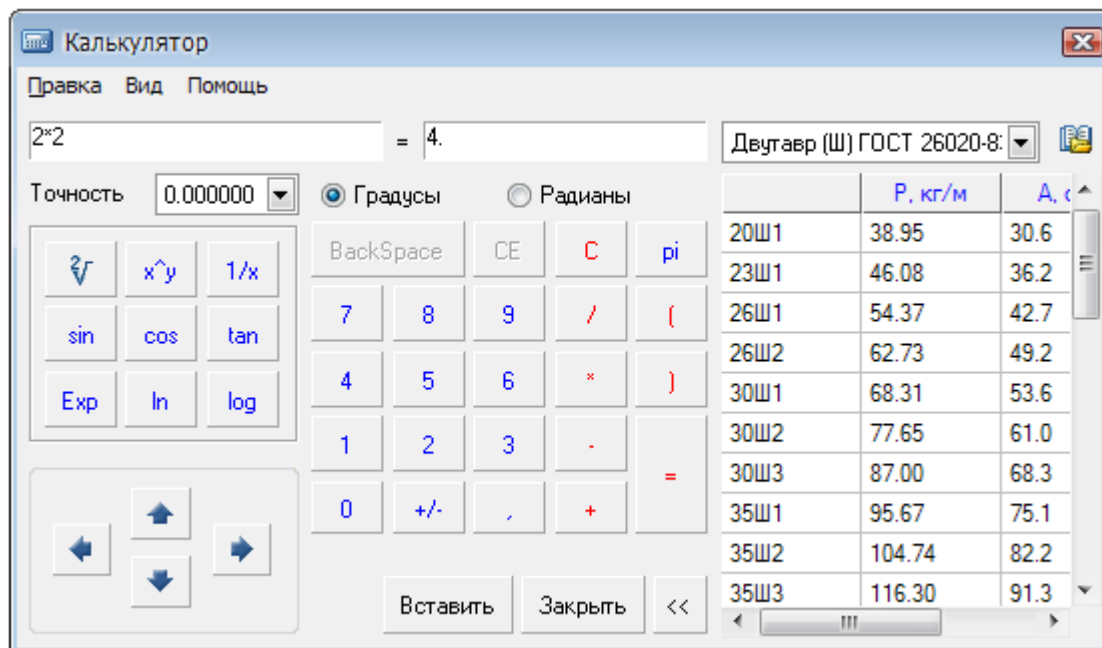 Калькулятор
Правка Вид Помощь
2*2 = 4. Двутавр (Ш) ГОСТ 26020-8
Точность 0.000000 Градусы Радианы
P, кг/м A,
20Ш1 38.95 30.6
23Ш1 46.08 36.2
26Ш1 54.37 42.7
26Ш2 62.73 49.2
30Ш1 68.31 53.6
30Ш2 77.65 61.0
30Ш3 87.00 68.3
35Ш1 95.67 75.1
35Ш2 104.74 82.2
35Ш3 116.30 91.3
2√ x^y 1/x
sin cos tan
Exp ln log
BackSpace CE C pi
7 8 9 / (
4 5 6 * )
1 2 3 - =
0 +/- , +
Вставить Закрыть <<